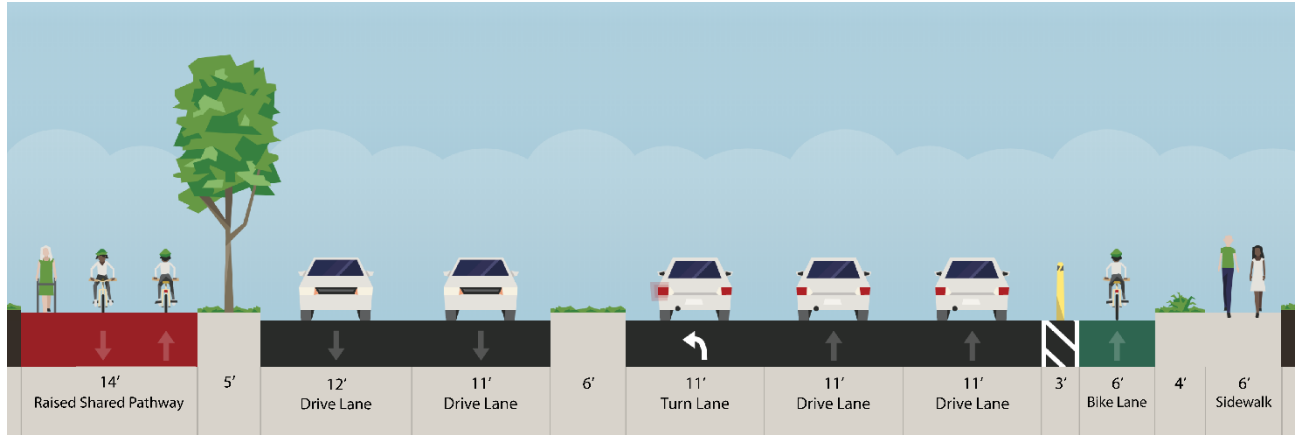 14’
Raised Shared Pathway
5’
12’
Drive Lane
11’
Drive Lane
6’
11’
Turn Lane
11’
Drive Lane
11’
Drive Lane
3’
6’
Bike Lane
4’
6’
Sidewalk